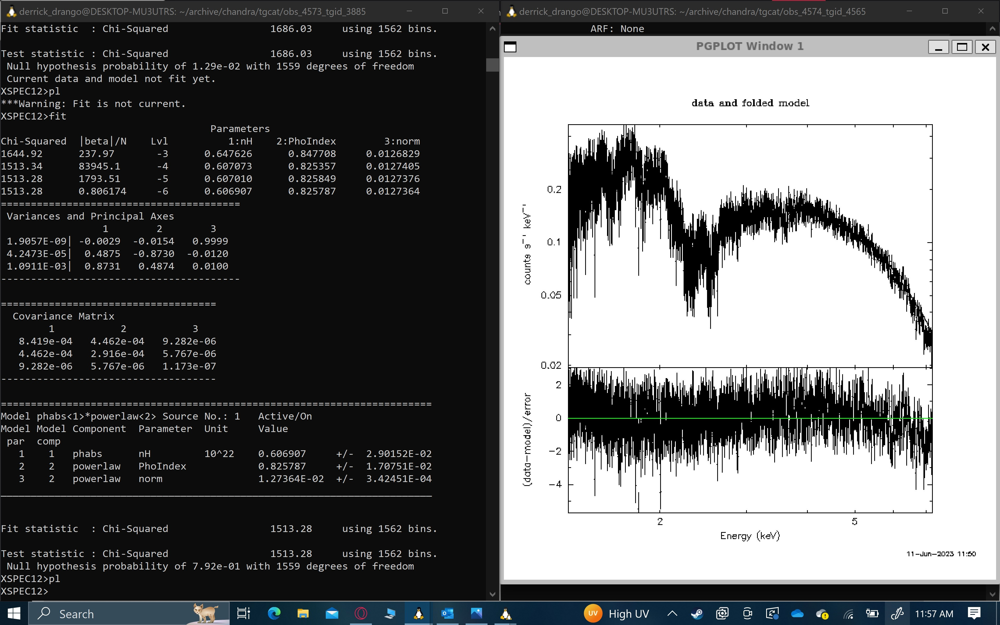 derrick_drango@DESKTOP-MU3UTRS: ~/archive/chandra/tgcat/obs_4573_tgid_3885
Fit statistic  : Chi-Squared                 1686.03     using 1562 bins.
Test statistic : Chi-Squared                 1686.03     using 1562 bins.
Null hypothesis probability of 1.29e-02 with 1559 degrees of freedom
Current data and model not fit yet.
XSPEC12>pl
***Warning: Fit is not current.
XSPEC12>fit
Parameters
Chi-Squared  |beta|/N    Lvl          1:nH    2:PhoIndex        3:norm
1644.92      237.97       -3      0.647626      0.847708     0.0126829
1513.34      83945.1      -4      0.607073      0.825357     0.0127405
1513.28      1793.51      -5      0.607010      0.825849     0.0127376
1513.28      0.806174     -6      0.606907      0.825787     0.0127364
========================================
Variances and Principal Axes
1        2        3
1.9057E-09| -0.0029  -0.0154   0.9999
4.2473E-05|  0.4875  -0.8730  -0.0120
1.0911E-03|  0.8731   0.4874   0.0100
----------------------------------------
====================================
Covariance Matrix
1           2           3
8.419e-04   4.462e-04   9.282e-06
4.462e-04   2.916e-04   5.767e-06
9.282e-06   5.767e-06   1.173e-07
------------------------------------
========================================================================
Model phabs<1>*powerlaw<2> Source No.: 1   Active/On
Model Model Component  Parameter  Unit     Value
par  comp
1    1   phabs      nH         10^22    0.606907     +/-  2.90152E-02
2    2   powerlaw   PhoIndex            0.825787     +/-  1.70751E-02
3    2   powerlaw   norm                1.27364E-02  +/-  3.42451E-04
________________________________________________________________________
Fit statistic  : Chi-Squared                 1513.28     using 1562 bins.
Test statistic : Chi-Squared                 1513.28     using 1562 bins.
Null hypothesis probability of 7.92e-01 with 1559 degrees of freedom
XSPEC12>pl
XSPEC12>
derrick_drango@DESKTOP-MU3UTRS: ~/archive/chandra/tgcat/obs_4574_tgid_4565
ARF: None
PGPLOT Window 1
data and folded model
counts s⁻¹ keV⁻¹
0.2
0.1
0.05
0.02
(data-model)/error
2
0
−2
−4
2 5
Energy (keV)
11-Jun-2023 11:50
Search
UV
High UV
11:57 AM